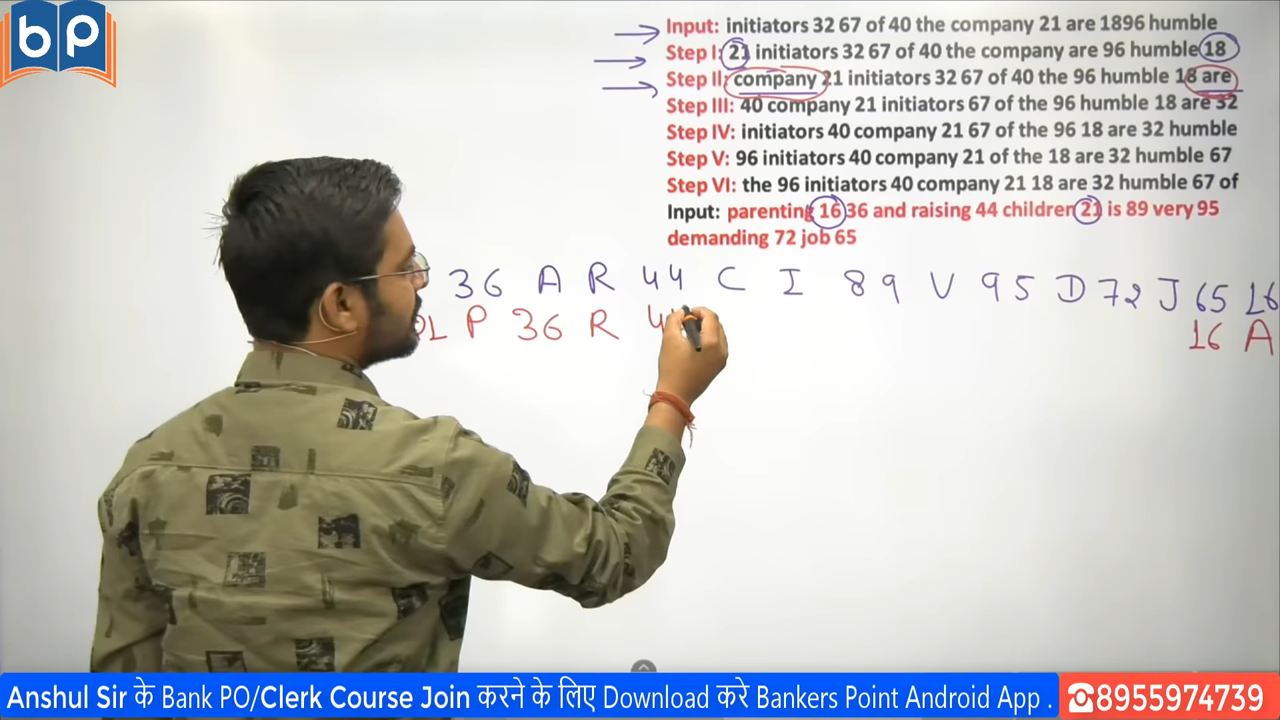 bp
Input: initiators 32 67 of 40 the company 21 are 1896 humble
Step I: 21 initiators 32 67 of 40 the company are 96 humble 18
Step II: company 21 initiators 32 67 of 40 the 96 humble 18 are
Step III: 40 company 21 initiators 67 of the 96 humble 18 are 32
Step IV: initiators 40 company 21 67 of the 96 18 are 32 humble
Step V: 96 initiators 40 company 21 of the 18 are 32 humble 67
Step VI: the 96 initiators 40 company 21 18 are 32 humble 67 of
Input: parenting 16 36 and raising 44 children 21 is 89 very 95
demanding 72 job 65
36 A R 44 C I 89 V 95 D 72 J 65 16
P 36 R 16 A
Anshul Sir के Bank PO/Clerk Course Join करने के लिए Download करे Bankers Point Android App .
☎8955974739